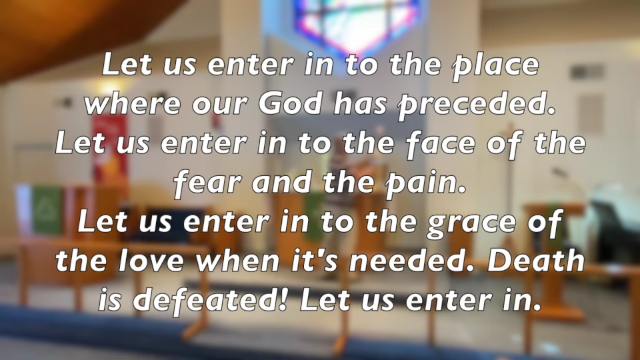 Let us enter in to the place
where our God has preceded.
Let us enter in to the face of the
fear and the pain.
Let us enter in to the grace of
the love when it's needed. Death
is defeated! Let us enter in.